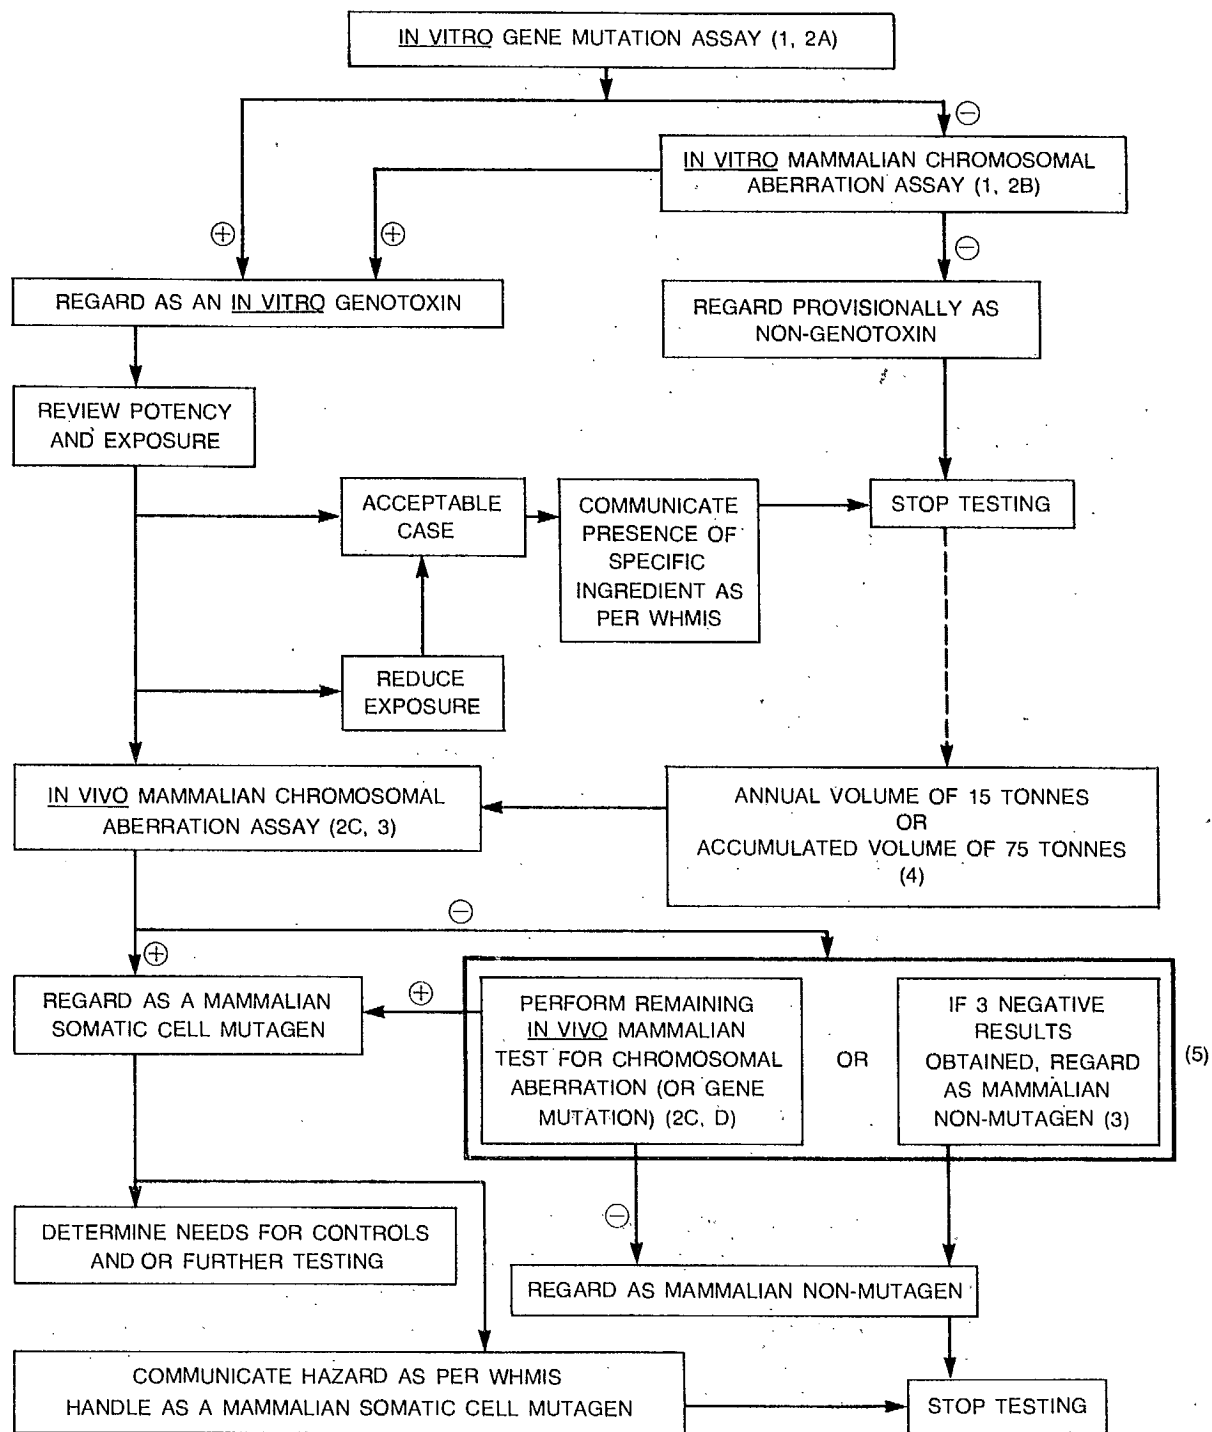 IN VITRO GENE MUTATION ASSAY (1, 2A)
⊖
IN VITRO MAMMALIAN CHROMOSOMAL
ABERRATION ASSAY (1, 2B)
⊕
⊕
⊖
REGARD AS AN IN VITRO GENOTOXIN
REGARD PROVISIONALLY AS
NON-GENOTOXIN
REVIEW POTENCY
AND EXPOSURE
ACCEPTABLE
CASE
COMMUNICATE
PRESENCE OF
SPECIFIC
INGREDIENT AS
PER WHMIS
STOP TESTING
REDUCE
EXPOSURE
IN VIVO MAMMALIAN CHROMOSOMAL
ABERRATION ASSAY (2C, 3)
ANNUAL VOLUME OF 15 TONNES
OR
ACCUMULATED VOLUME OF 75 TONNES
(4)
⊖
⊕
REGARD AS A MAMMALIAN
SOMATIC CELL MUTAGEN
⊕
PERFORM REMAINING
IN VIVO MAMMALIAN
TEST FOR CHROMOSOMAL
ABERRATION (OR GENE
MUTATION) (2C, D)
OR
IF 3 NEGATIVE
RESULTS
OBTAINED, REGARD
AS MAMMALIAN
NON-MUTAGEN (3)
(5)
DETERMINE NEEDS FOR CONTROLS
AND OR FURTHER TESTING
⊖
REGARD AS MAMMALIAN NON-MUTAGEN
COMMUNICATE HAZARD AS PER WHMIS
HANDLE AS A MAMMALIAN SOMATIC CELL MUTAGEN
STOP TESTING